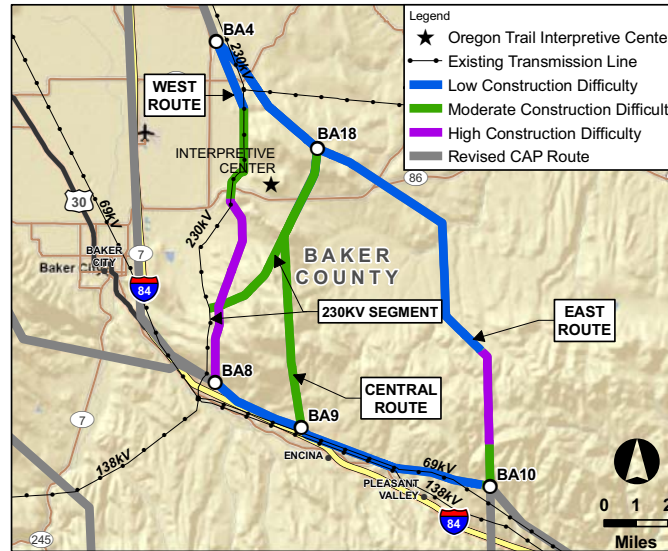 BA4
230kV
WEST
ROUTE
BA18
INTERPRETIVE
CENTER
86
30
69kV
230kV
BAKER
CITY
Baker City
7
84
BAKER
COUNTY
230KV SEGMENT
EAST
ROUTE
BA8
CENTRAL
ROUTE
BA9
7
ENCINA
69kV
BA10
138kV
PLEASANT
VALLEY
138kV
84
245
Legend
Oregon Trail Interpretive Center
Existing Transmission Line
Low Construction Difficulty
Moderate Construction Difficult
High Construction Difficulty
Revised CAP Route
0 1 2
Miles